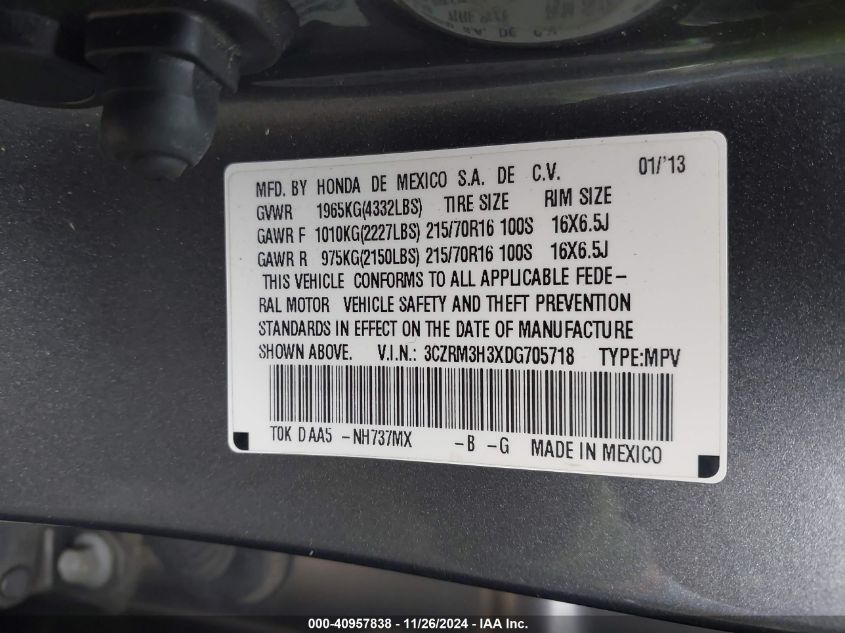 MFD. BY HONDA DE MEXICO S.A. DE C.V. 01/'13
GVWR 1965KG(4332LBS) TIRE SIZE RIM SIZE
GAWR F 1010KG(2227LBS) 215/70R16 100S 16X6.5J
GAWR R 975KG(2150LBS) 215/70R16 100S 16X6.5J
THIS VEHICLE CONFORMS TO ALL APPLICABLE FEDE-
RAL MOTOR VEHICLE SAFETY AND THEFT PREVENTION
STANDARDS IN EFFECT ON THE DATE OF MANUFACTURE
SHOWN ABOVE. V.I.N.: 3CZRM3H3XDG705718 TYPE:MPV
T0K DAA5 -NH737MX -B -G MADE IN MEXICO
000-40957838 - 11/26/2024 - IAA Inc.